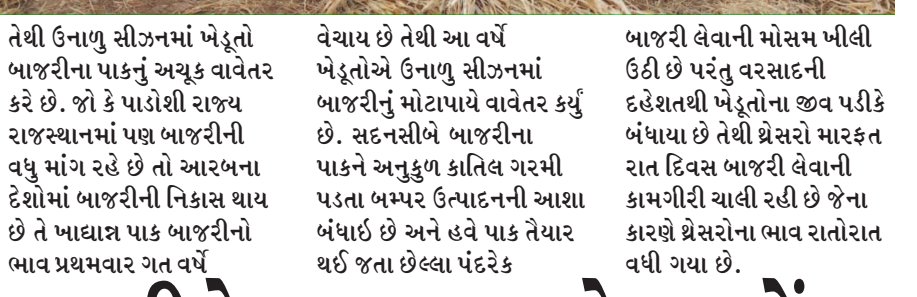 તેથી ઉનાળુ સીઝનમાં ખેડૂતો
બાજરીના પાકનું અચૂક વાવેતર
કરે છે. જો કે પાડોશી રાજ્ય
રાજસ્થાનમાં પણ બાજરીની
વધુ માંગ રહે છે તો આરબના
દેશોમાં બાજરીની નિકાસ થાય
છે તે ખાદ્યાન્ન પાક બાજરીનો
ભાવ પ્રથમવાર ગત વર્ષે
વેચાય છે તેથી આ વર્ષે
ખેડૂતોએ ઉનાળુ સીઝનમાં
બાજરીનું મોટાપાયે વાવેતર કર્યું
છે. સદનસીબે બાજરીના
પાકને અનુકુળ કાતિલ ગરમી
પડતા બમ્પર ઉત્પાદનની આશા
બંધાઇ છે અને હવે પાક તૈયાર
થઈ જતા છેલ્લા પંદરેક
બાજરી લેવાની મોસમ ખીલી
ઉઠી છે પરંતુ વરસાદની
દહેશતથી ખેડૂતોના જીવ પડીકે
બંધાયા છે તેથી થ્રેસરો મારફત
રાત દિવસ બાજરી લેવાની
કામગીરી ચાલી રહી છે જેના
કારણે થ્રેસરોના ભાવ રાતોરાત
વધી ગયા છે.